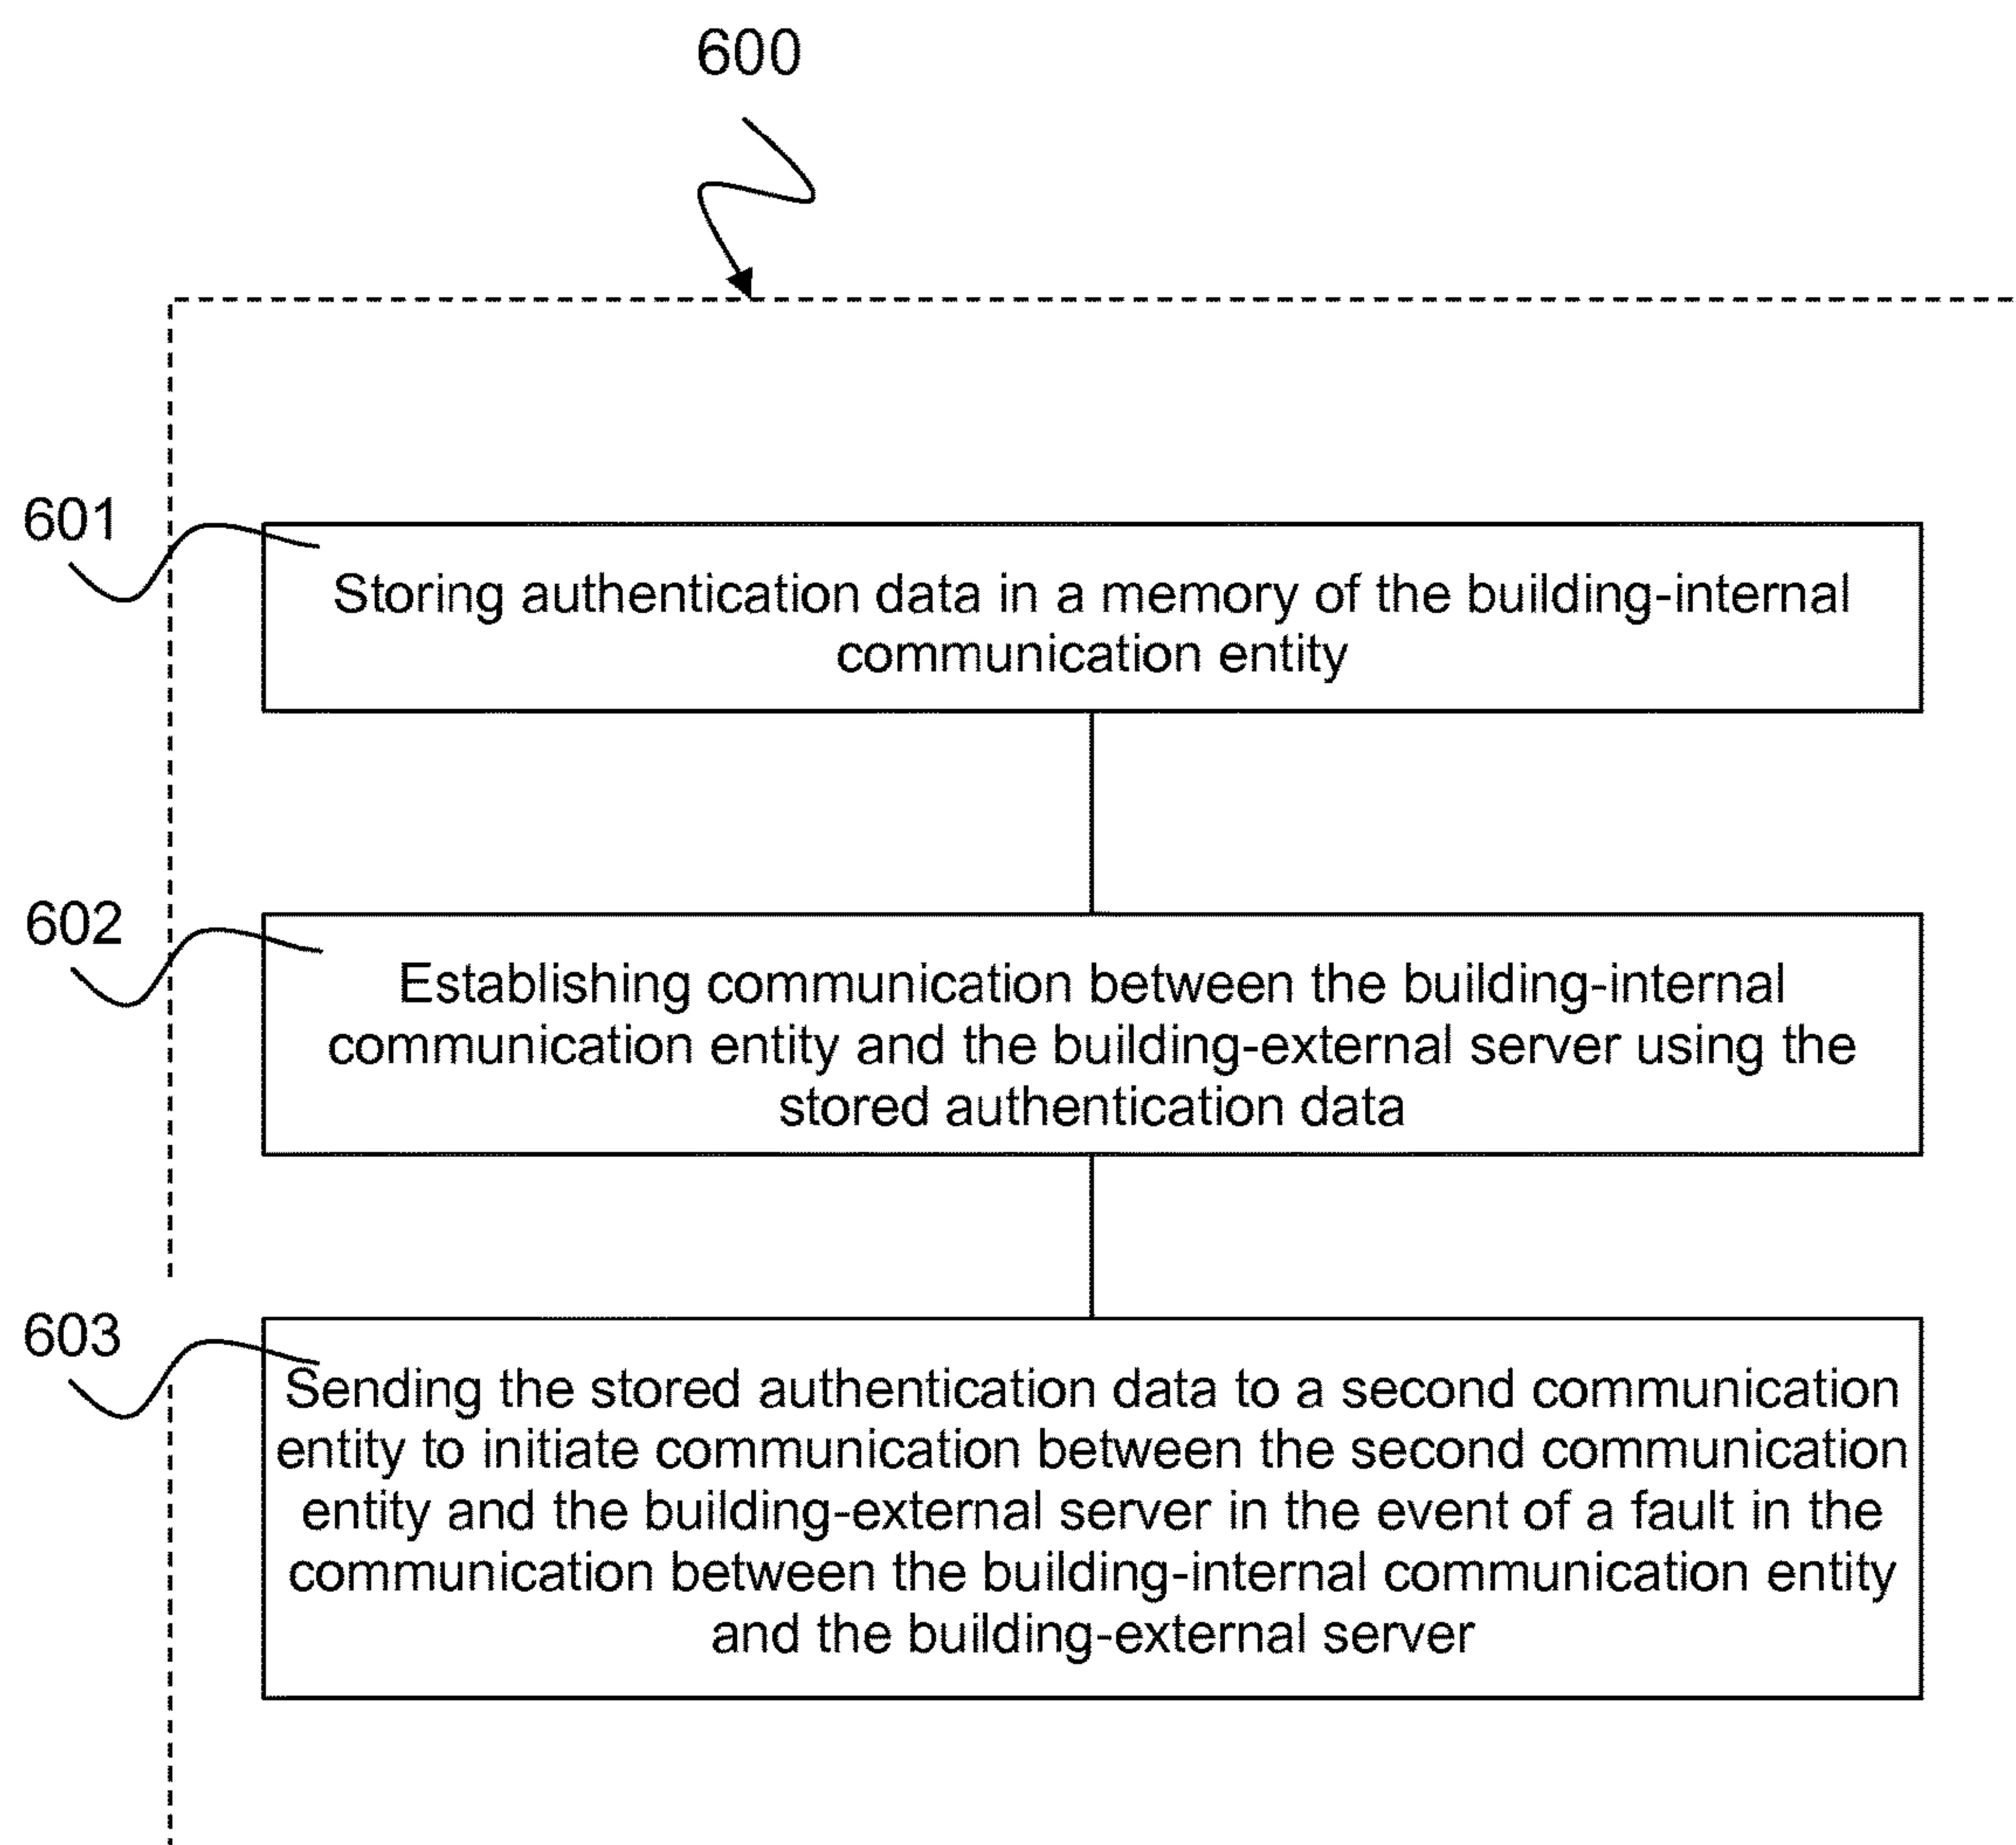 600
601
Storing authentication data in a memory of the building-internal
communication entity
602
Establishing communication between the building-internal
communication entity and the building-external server using the
stored authentication data
603
Sending the stored authentication data to a second communication
entity to initiate communication between the second communication
entity and the building-external server in the event of a fault in the
communication between the building-internal communication entity
and the building-external server